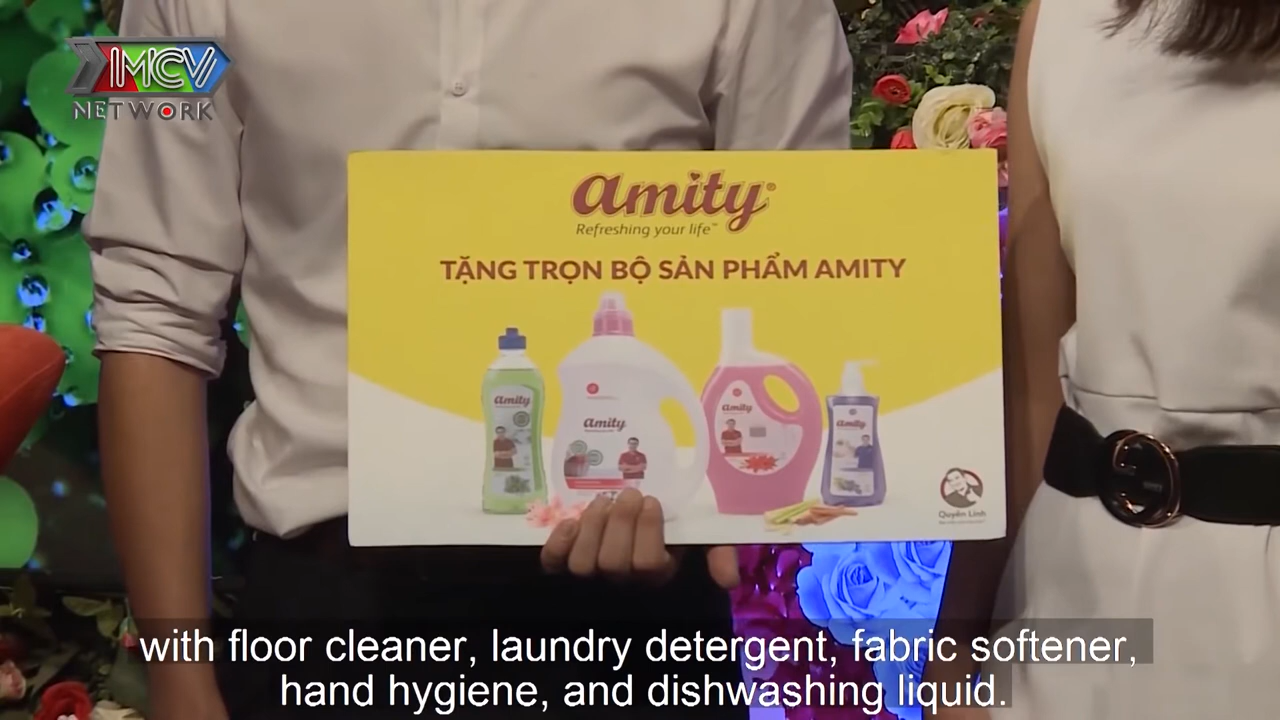 MCV
NETWORK
amity®
Refreshing your life™
TẶNG TRỌN BỘ SẢN PHẨM AMITY
amity
amity
amity
amity
Quyền Linh
with floor cleaner, laundry detergent, fabric softener,
hand hygiene, and dishwashing liquid.